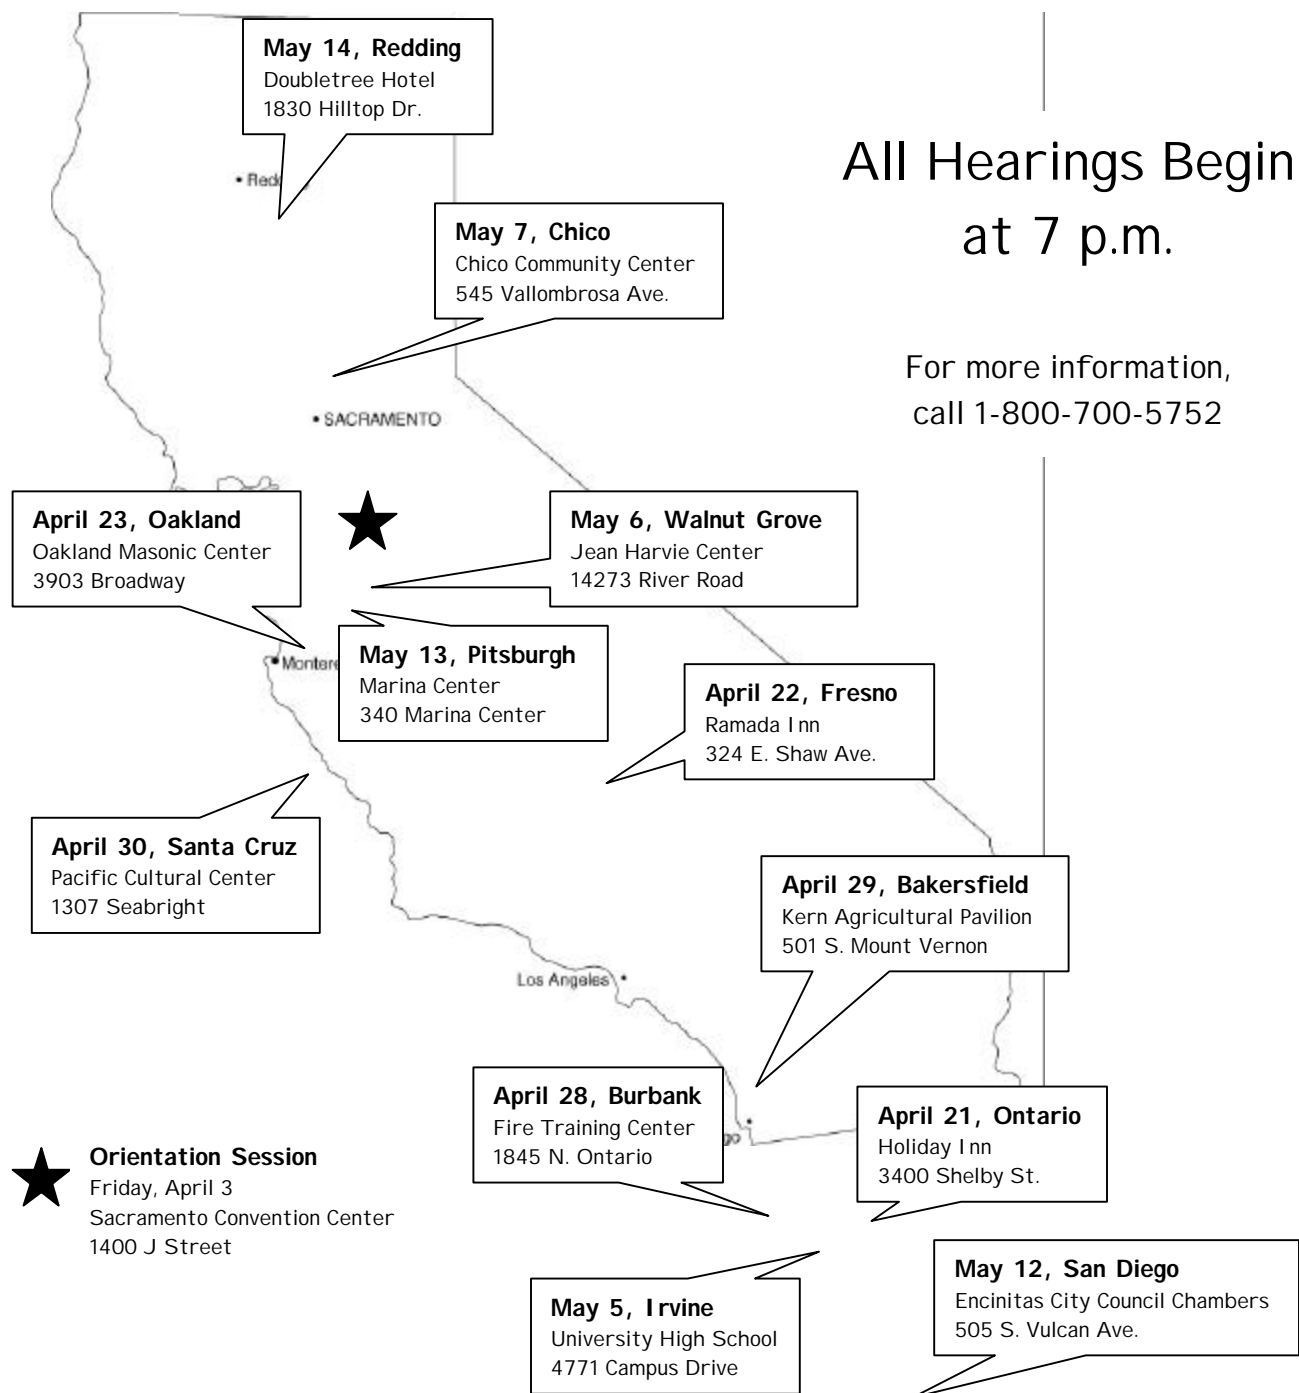 May 14, Redding
Doubletree Hotel
1830 Hilltop Dr.
All Hearings Begin
at 7 p.m.
May 7, Chico
Chico Community Center
545 Vallombrosa Ave.
For more information,
call 1-800-700-5752
SACRAMENTO
April 23, Oakland
Oakland Masonic Center
3903 Broadway
May 6, Walnut Grove
Jean Harvie Center
14273 River Road
May 13, Pitsburgh
Marina Center
340 Marina Center
April 22, Fresno
Ramada Inn
324 E. Shaw Ave.
April 30, Santa Cruz
Pacific Cultural Center
1307 Seabright
April 29, Bakersfield
Kern Agricultural Pavilion
501 S. Mount Vernon
Los Angeles
April 28, Burbank
Fire Training Center
1845 N. Ontario
April 21, Ontario
Holiday Inn
3400 Shelby St.
Orientation Session
Friday, April 3
Sacramento Convention Center
1400 J Street
May 5, Irvine
University High School
4771 Campus Drive
May 12, San Diego
Encinitas City Council Chambers
505 S. Vulcan Ave.